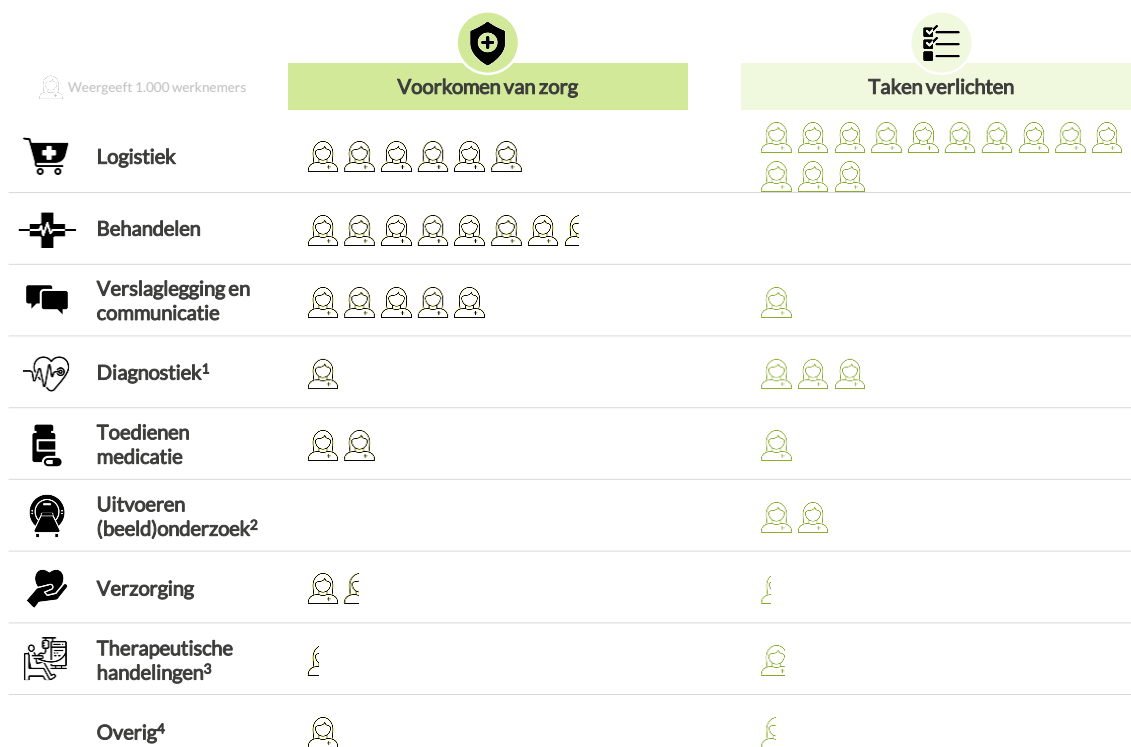 Weergeeft 1.000 werknemers
Voorkomen van zorg
Taken verlichten
Logistiek
Behandelen
Verslaglegging en
communicatie
Diagnostiek¹
Toedienen
medicatie
Uitvoeren
(beeld)onderzoek²
Verzorging
Therapeutische
handelingen³
Overig⁴